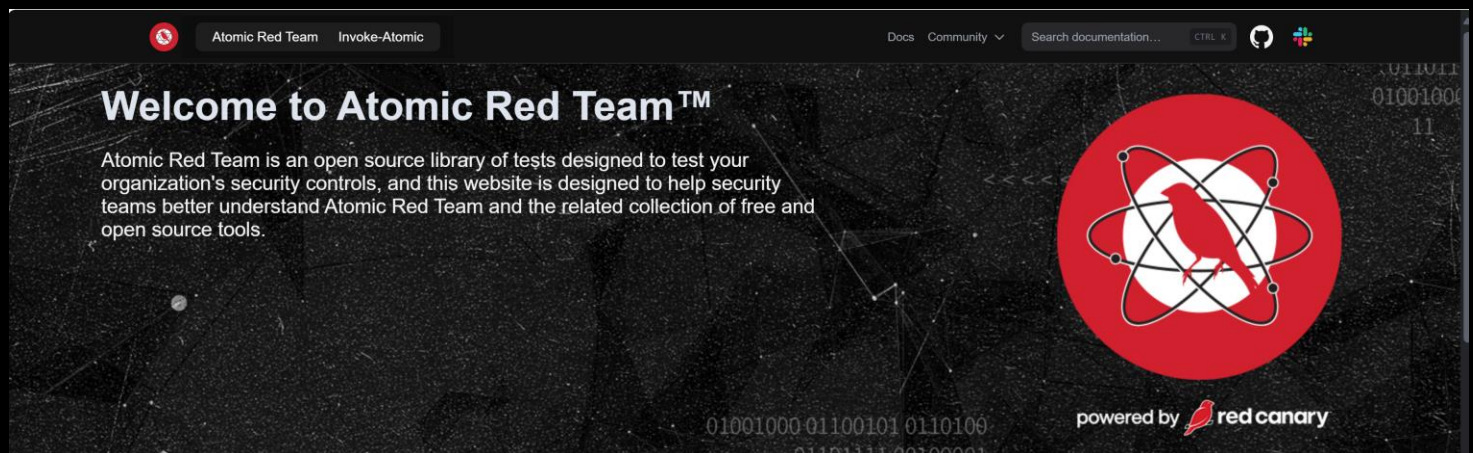 Atomic Red Team Invoke-Atomic Docs Community Search documentation... CTRL K
Welcome to Atomic Red Team™
Atomic Red Team is an open source library of tests designed to test your
organization's security controls, and this website is designed to help security
teams better understand Atomic Red Team and the related collection of free and
open source tools.
01001000
11
01001000 01100101 0110100
powered by red canary